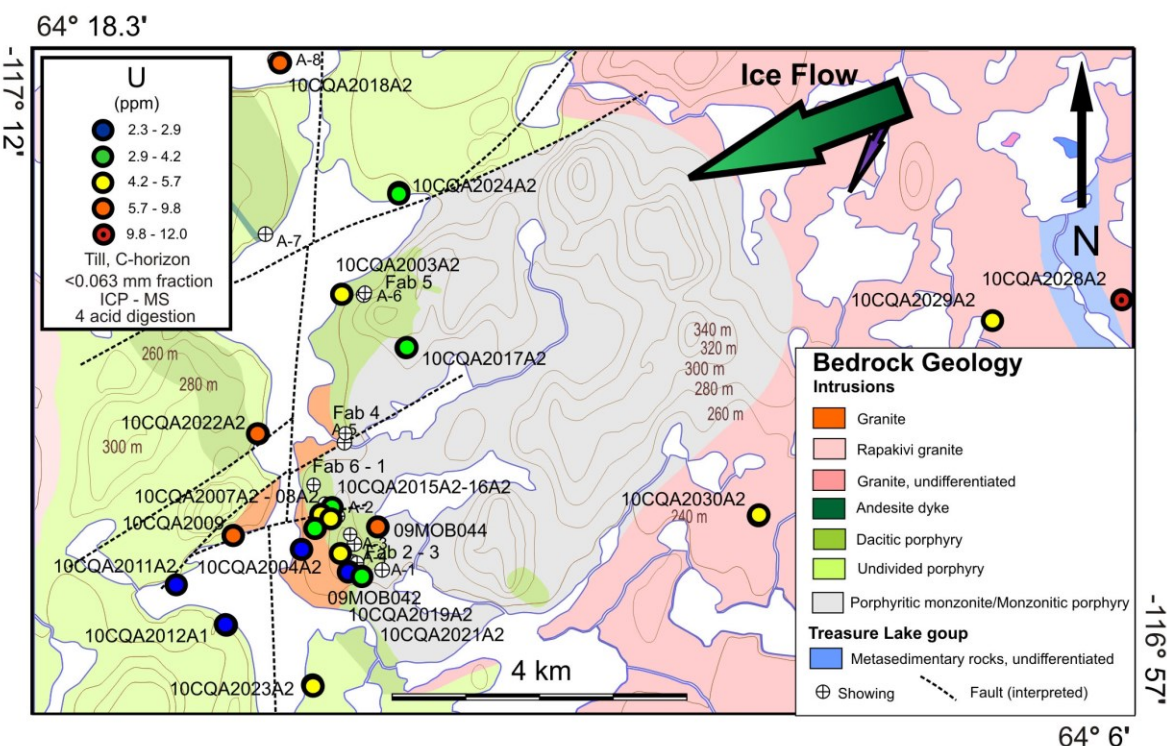 64° 18.3'
-117° 12'
U
(ppm)
2.3 - 2.9
2.9 - 4.2
4.2 - 5.7
5.7 - 9.8
9.8 - 12.0
Till, C-horizon
<0.063 mm fraction
ICP - MS
4 acid digestion
A-8
10CQA2018A2
Ice Flow
10CQA2024A2
A-7
N
10CQA2003A2
Fab 5
A-6
10CQA2028A2
10CQA2029A2
10CQA2017A2
340 m
320 m
300 m
280 m
260 m
260 m
280 m
300 m
10CQA2022A2
Fab 4
A-5
Fab 6 - 1
10CQA2007A2 - 08A2
10CQA2015A2-16A2
A-2
10CQA2009
09MOB044
10CQA2030A2
240 m
A-3
Fab 2 - 3
10CQA2011A2
10CQA2004A2
A-1
09MOB042
10CQA2019A2
10CQA2012A1
10CQA2021A2
10CQA2023A2
4 km
Bedrock Geology
Intrusions
Granite
Rapakivi granite
Granite, undifferentiated
Andesite dyke
Dacitic porphyry
Undivided porphyry
Porphyritic monzonite/Monzonitic porphyry
Treasure Lake goup
Metasedimentary rocks, undifferentiated
Showing
Fault (interpreted)
-116° 57'
64° 6'